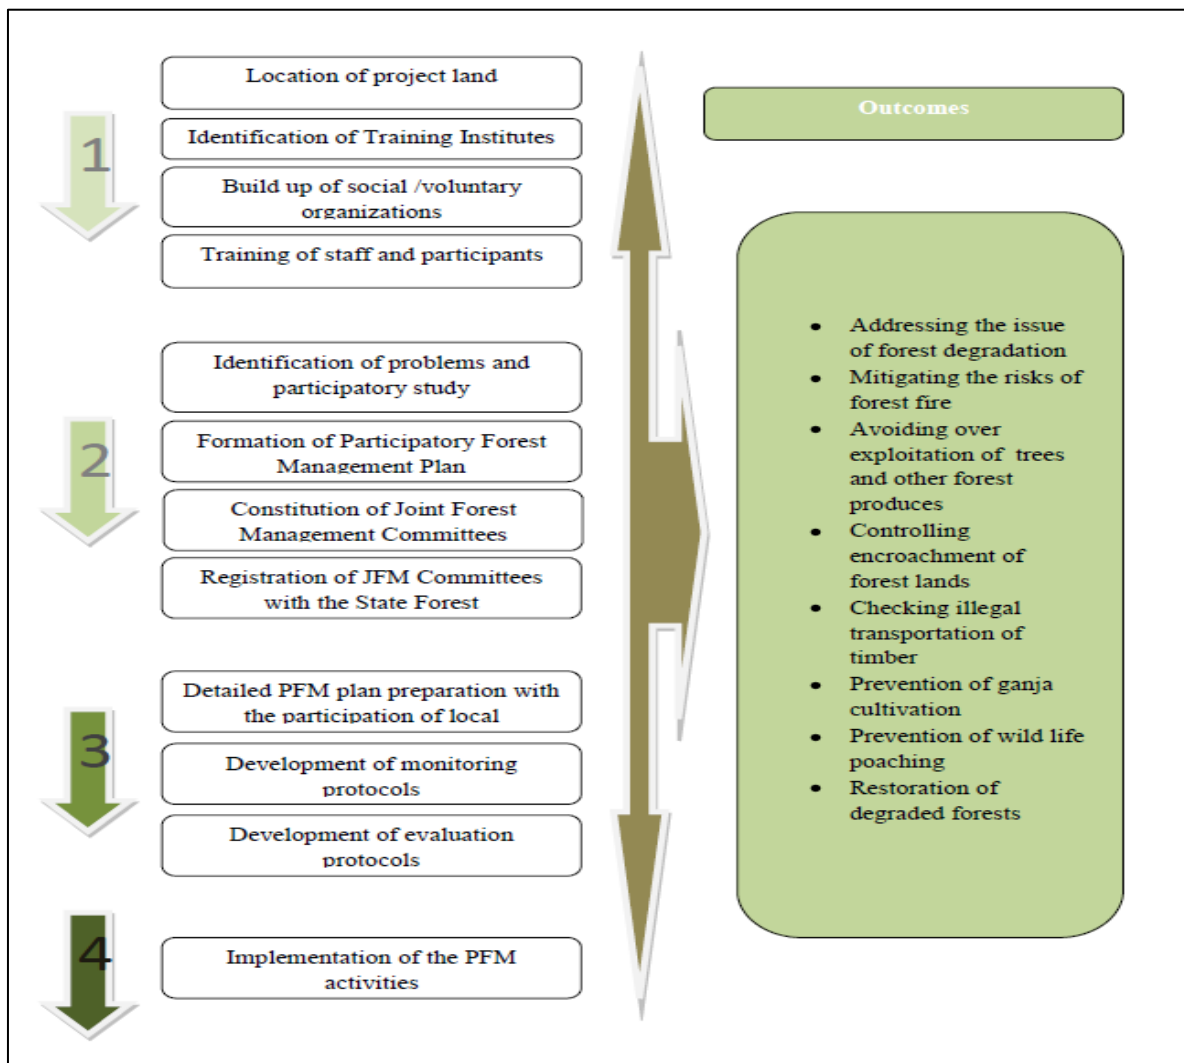 1
Location of project land
Identification of Training Institutes
Build up of social /voluntary
organizations
Training of staff and participants
2
Identification of problems and
participatory study
Formation of Participatory Forest
Management Plan
Constitution of Joint Forest
Management Committees
Registration of JFM Committees
with the State Forest
3
Detailed PFM plan preparation with
the participation of local
Development of monitoring
protocols
Development of evaluation
protocols
4
Implementation of the PFM
activities
Outcomes
• Addressing the issue
of forest degradation
• Mitigating the risks of
forest fire
• Avoiding over
exploitation of trees
and other forest
produces
• Controlling
encroachment of
forest lands
• Checking illegal
transportation of
timber
• Prevention of ganja
cultivation
• Prevention of wild life
poaching
• Restoration of
degraded forests